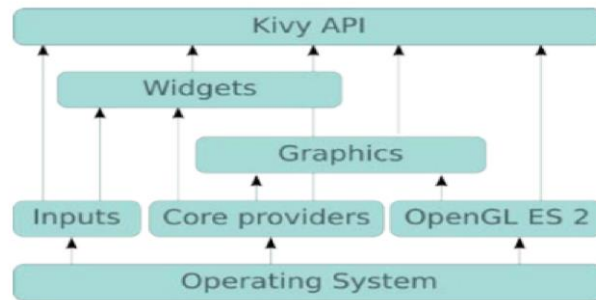 Kivy API
Widgets
Graphics
Inputs Core providers OpenGL ES 2
Operating System